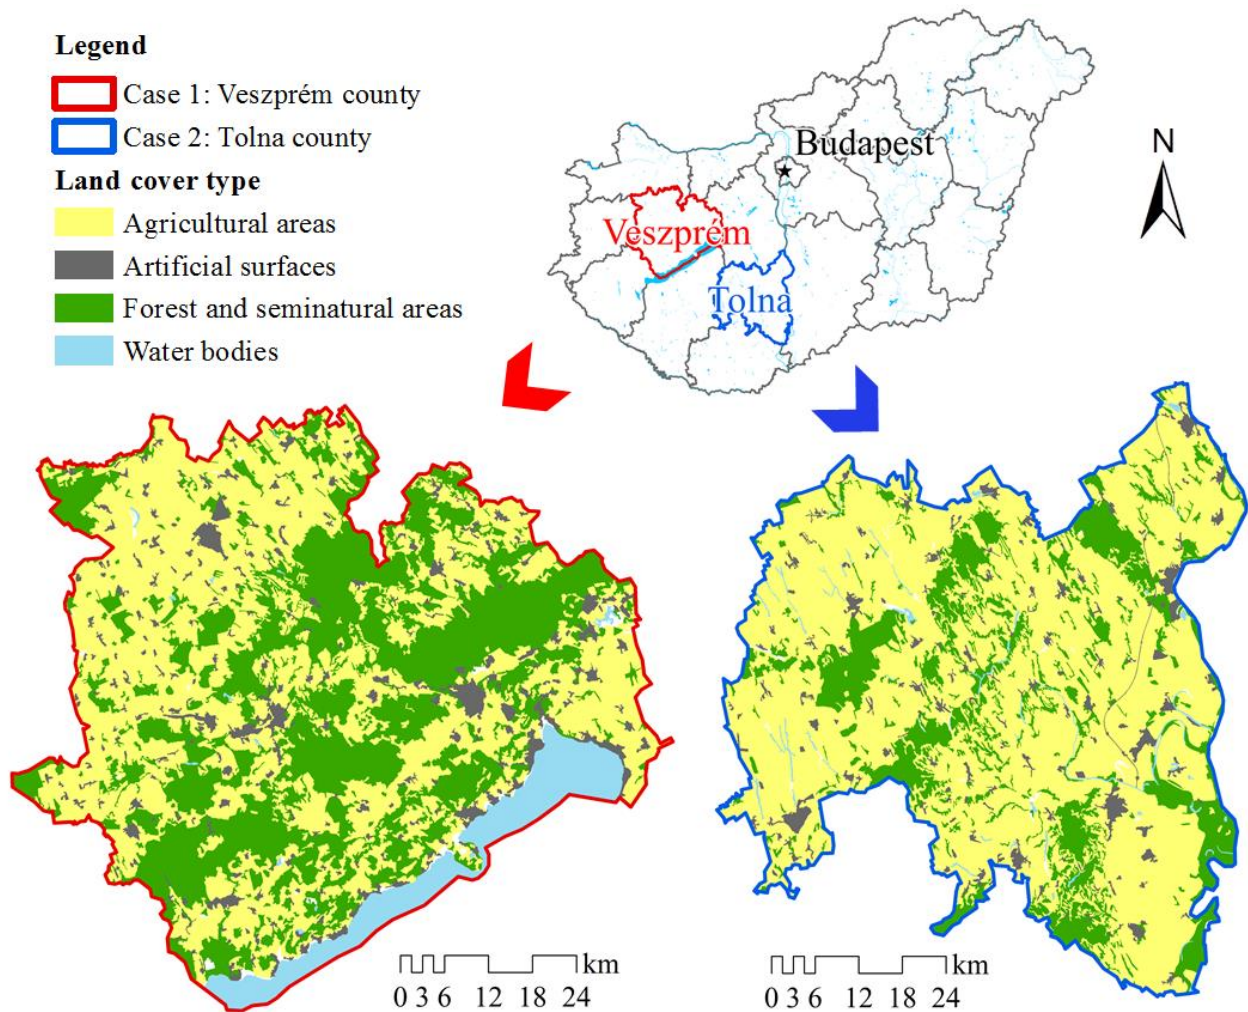 Legend
Case 1: Veszprém county
Case 2: Tolna county
Land cover type
Agricultural areas
Artificial surfaces
Forest and seminatural areas
Water bodies
Budapest
Veszprém
Tolna
N
km
0 3 6 12 18 24
km
0 3 6 12 18 24